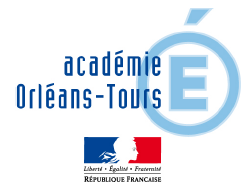 académie
Orléans-Tours
É
Liberté • Égalité • Fraternité
RÉPUBLIQUE FRANÇAISE